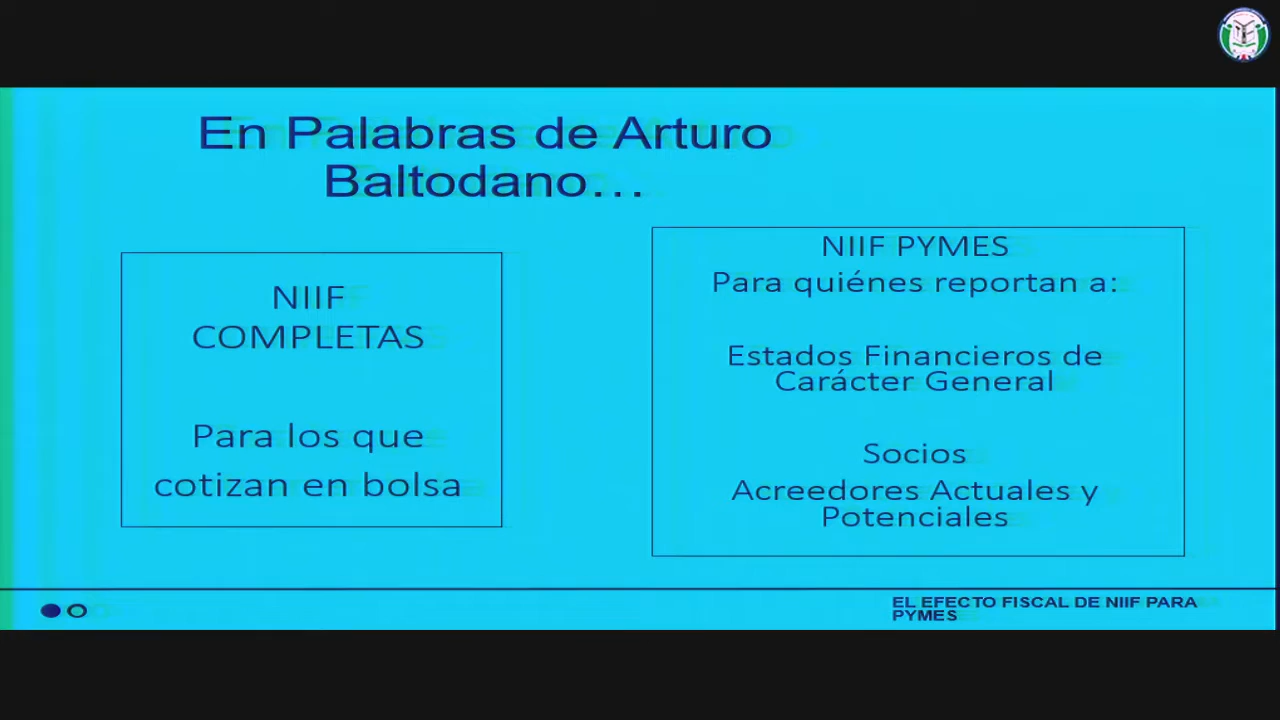 En Palabras de Arturo
Baltodano...
NIIF
COMPLETAS
Para los que
cotizan en bolsa
NIIF PYMES
Para quiénes reportan a:
Estados Financieros de
Carácter General
Socios
Acreedores Actuales y
Potenciales
EL EFECTO FISCAL DE NIIF PARA
PYMES